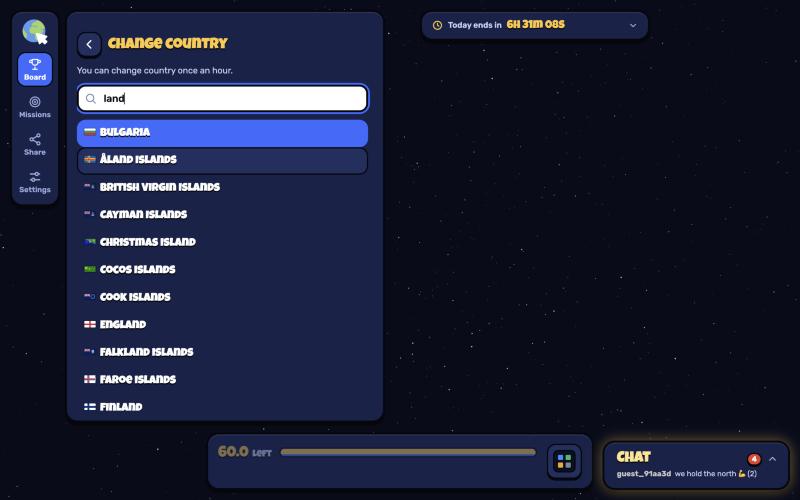 Board
Missions
Share
Settings
CHANGE COUNTRY
You can change country once an hour.
land
BULGARIA
ÅLAND ISLANDS
BRITISH VIRGIN ISLANDS
CAYMAN ISLANDS
CHRISTMAS ISLAND
COCOS ISLANDS
COOK ISLANDS
ENGLAND
FALKLAND ISLANDS
FAROE ISLANDS
FINLAND
Today ends in 6H 31M 08S
60.0 LEFT
CHAT
4
guest_91aa3d we hold the north 💪 (2)